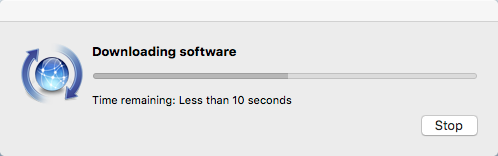 Downloading software
Time remaining: Less than 10 seconds
Stop